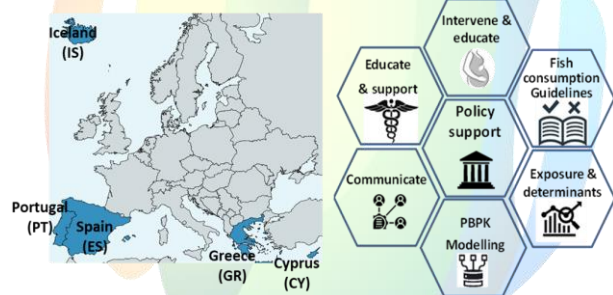 Iceland
(IS)
Portugal
(PT)
Spain
(ES)
Greece
(GR)
Cyprus
(CY)
Intervene &
educate
Educate
& support
Fish
consumption
Guidelines
Policy
support
Communicate
Exposure &
determinants
PBPK
Modelling